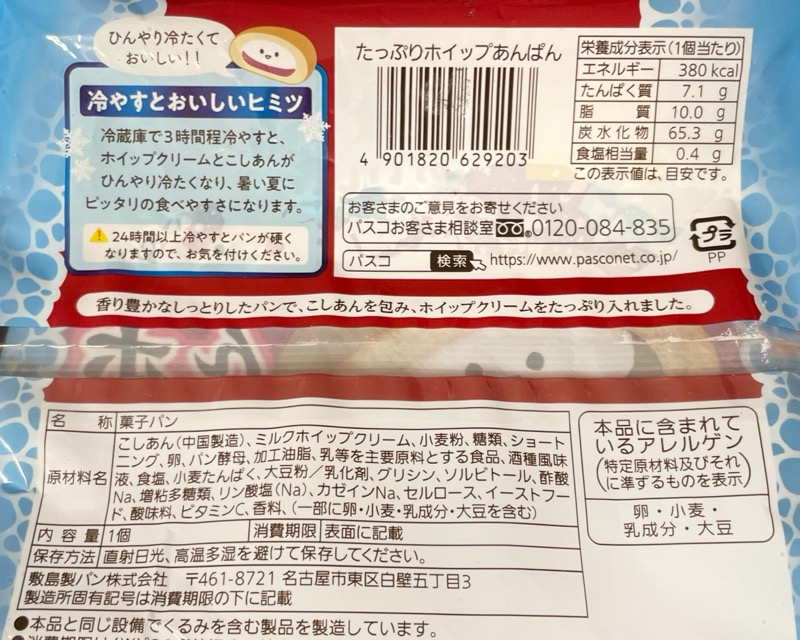 ひんやり冷たくて
おいしい!!
冷やすとおいしいヒミツ
冷蔵庫で3時間程冷やすと、
ホイップクリームとこしあんが
ひんやり冷たくなり、暑い夏に
ピッタリの食べやすさになります。
24時間以上冷やすとパンが硬く
なりますので、お気を付けください。
たっぷりホイップあんぱん
4 901820 629203
栄養成分表示(1個当たり)
エネルギー 380 kcal
たんぱく質 7.1 g
脂質 10.0 g
炭水化物 65.3 g
食塩相当量 0.4 g
この表示値は、目安です。
お客さまのご意見をお寄せください
パスコお客さま相談室 0120-084-835
パスコ 検索 https://www.pasconet.co.jp/
プラ
PP
香り豊かなしっとりしたパンで、こしあんを包み、ホイップクリームをたっぷり入れました。
名称 菓子パン
原材料名 こしあん(中国製造)、ミルクホイップクリーム、小麦粉、糖類、ショート
ニング、卵、パン酵母、加工油脂、乳等を主要原料とする食品、酒種風味
液、食塩、小麦たんぱく、大豆粉/乳化剤、グリシン、ソルビトール、酢酸
Na、増粘多糖類、リン酸塩(Na)、カゼインNa、セルロース、イーストフー
ド、酸味料、ビタミンC、香料、(一部に卵・小麦・乳成分・大豆を含む)
内容量 1個 消費期限 表面に記載
保存方法 直射日光、高温多湿を避けて保存してください。
敷島製パン株式会社 〒461-8721 名古屋市東区白壁五丁目3
製造所固有記号は消費期限の下に記載
本品に含まれて
いるアレルゲン
(特定原材料及びそれ
に準ずるものを表示)
卵・小麦・
乳成分・大豆
●本品と同じ設備でくるみを含む製品を製造しています。